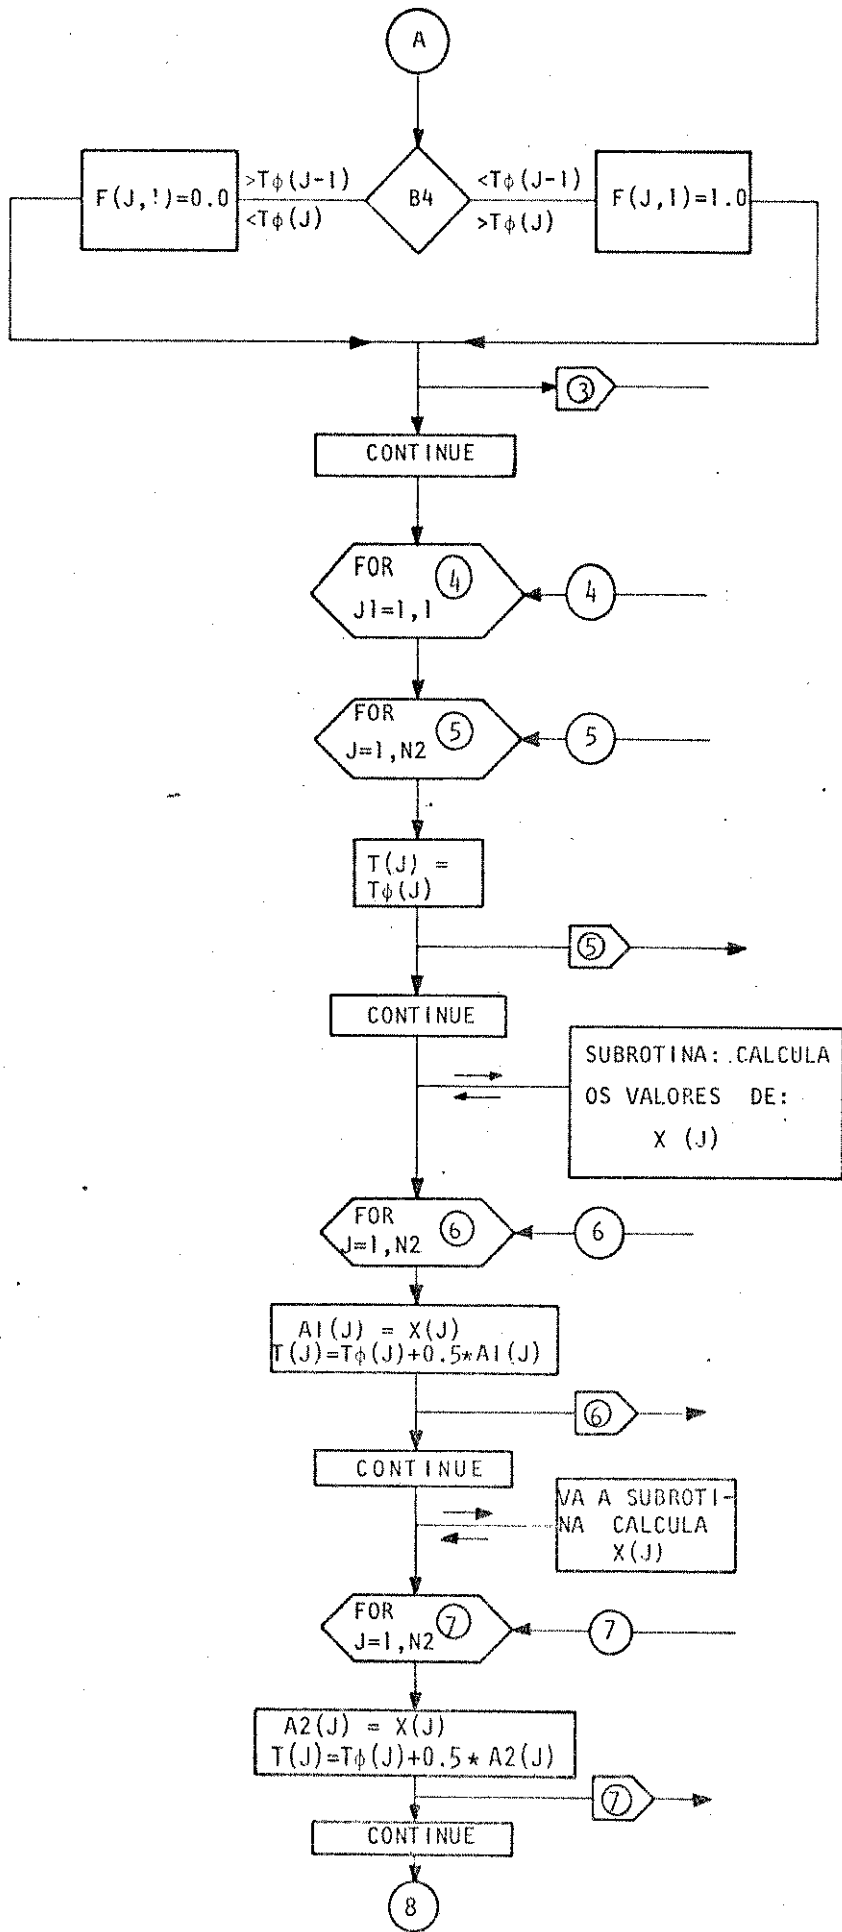 A
F(J,!)=0.0
>Tϕ(J-1)
<Tϕ(J)
B4
<Tϕ(J-1)
>Tϕ(J)
F(J,1)=1.0
3
CONTINUE
FOR 4
J1=1,1
4
FOR 5
J=1,N2
5
T(J) =
Tϕ(J)
5
CONTINUE
SUBROTINA: CALCULA
OS VALORES DE:
X (J)
FOR 6
J=1,N2
6
A1(J) = X(J)
T(J)=Tϕ(J)+0.5*A1(J)
6
CONTINUE
VA A SUBROTI-
NA CALCULA
X(J)
FOR 7
J=1,N2
7
A2(J) = X(J)
T(J)=Tϕ(J)+0.5* A2(J)
7
CONTINUE
8